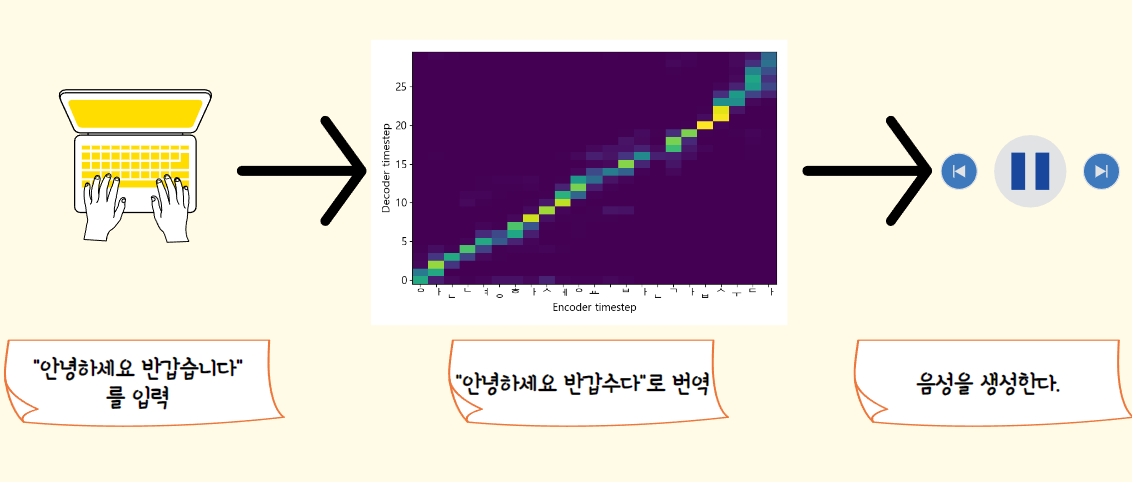 25
20
15
10
5
0
Decoder timestep
ㅇ ㅏ ㄴ ㄴ ㅕ ㅇ ㅎ ㅏ ㅅ ㅔ ㅇ ㅛ ㅂ ㅏ ㄴ ㄱ ㅏ ㅂ ㅅ ㅜ ㄷ ㅏ
Encoder timestep
"안녕하세요 반갑습니다"
를 입력
"안녕하세요 반갑수다"로 번역
음성을 생성한다.